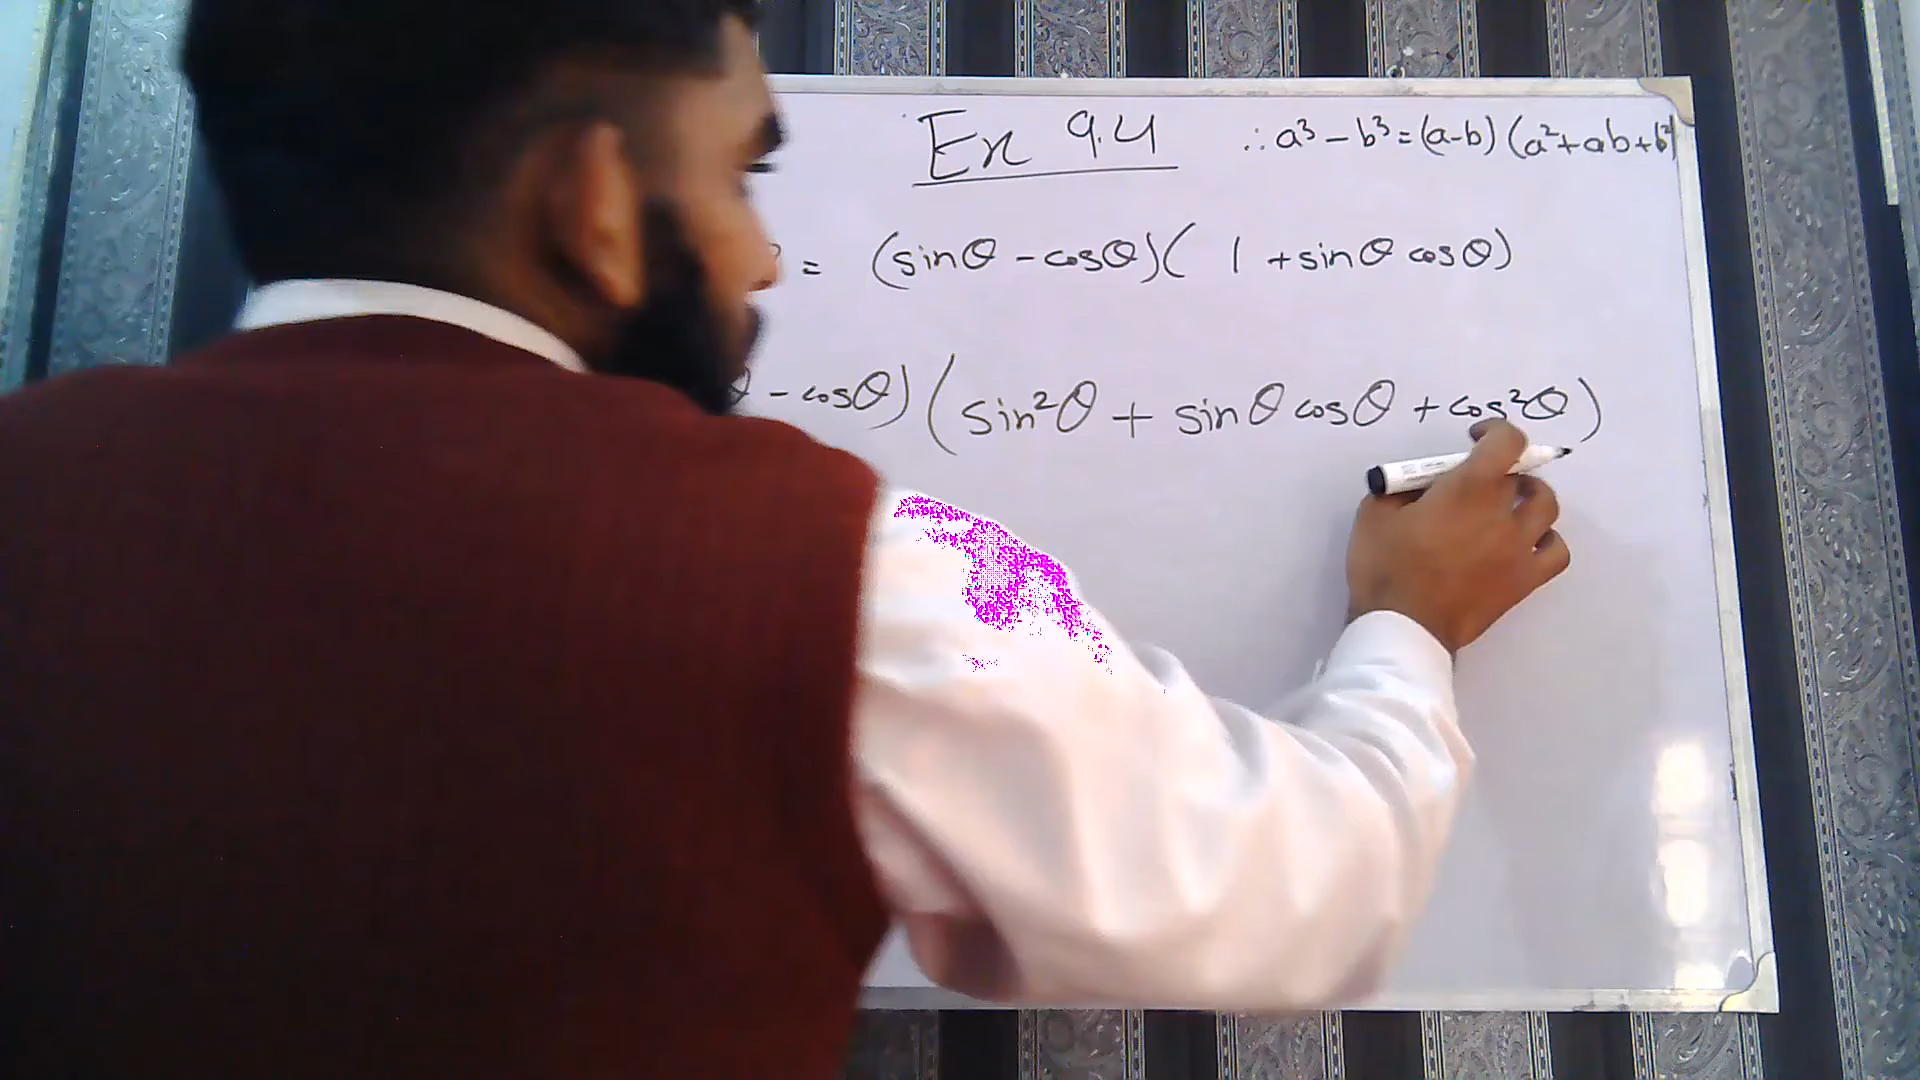 Ex 9.4
∴ a³ - b³ = (a-b) (a²+ab+b²)
= (sinθ - cosθ)( 1 + sinθ cosθ)
- cosθ) (sin²θ + sinθ cosθ + cos²θ)